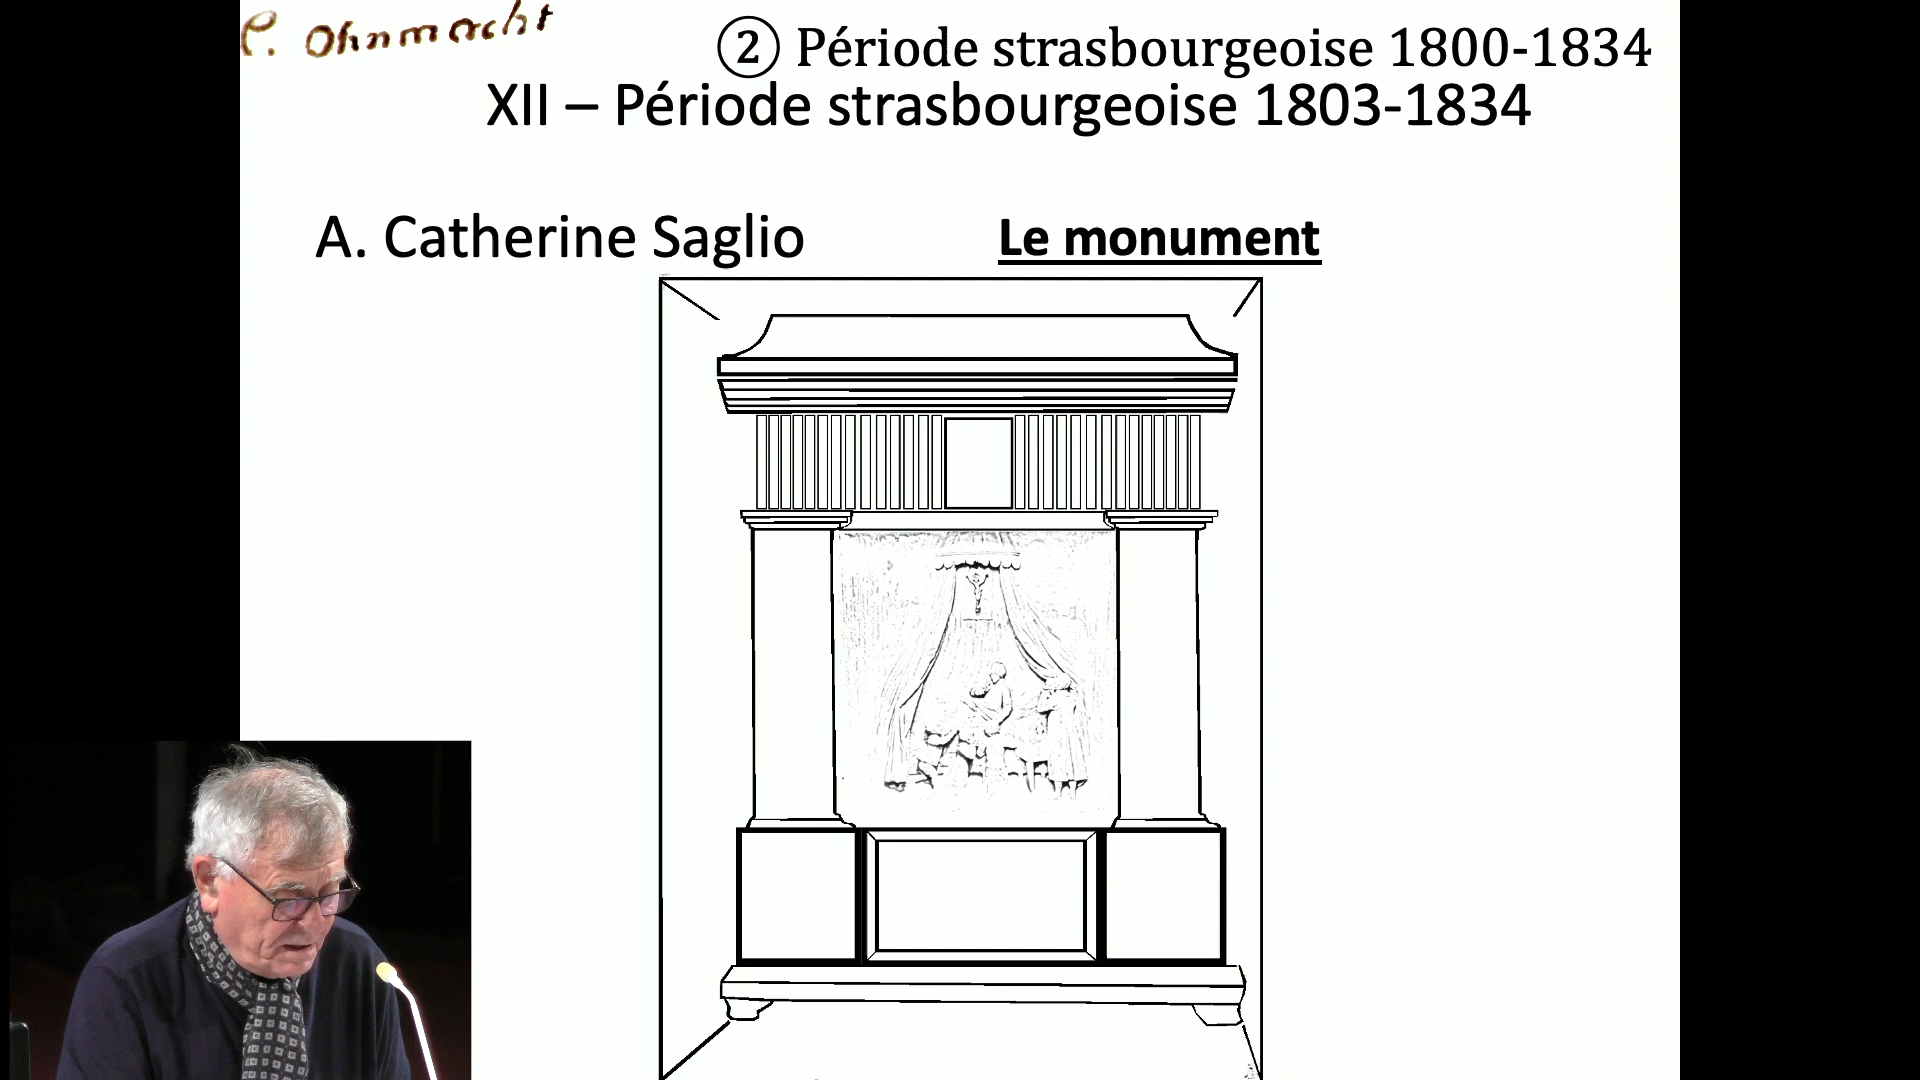 P. Ohnmacht
② Période strasbourgeoise 1800-1834
XII – Période strasbourgeoise 1803-1834
A. Catherine Saglio
Le monument